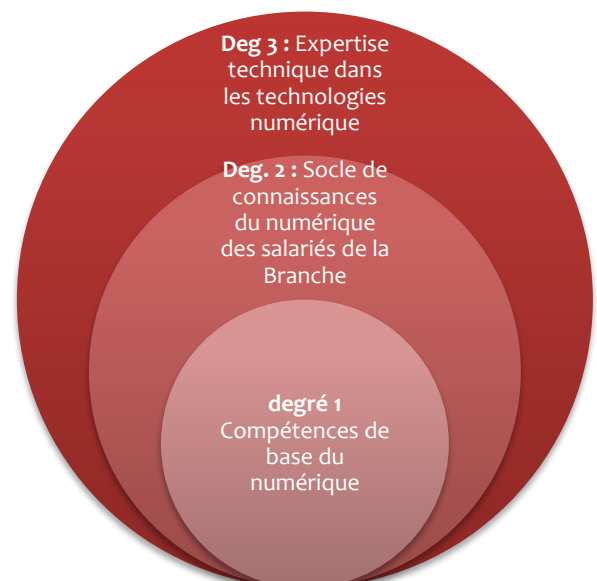 Deg 3 : Expertise
technique dans
les technologies
numérique
Deg. 2 : Socle de
connaissances
du numérique
des salariés de la
Branche
degré 1
Compétences de
base du
numérique